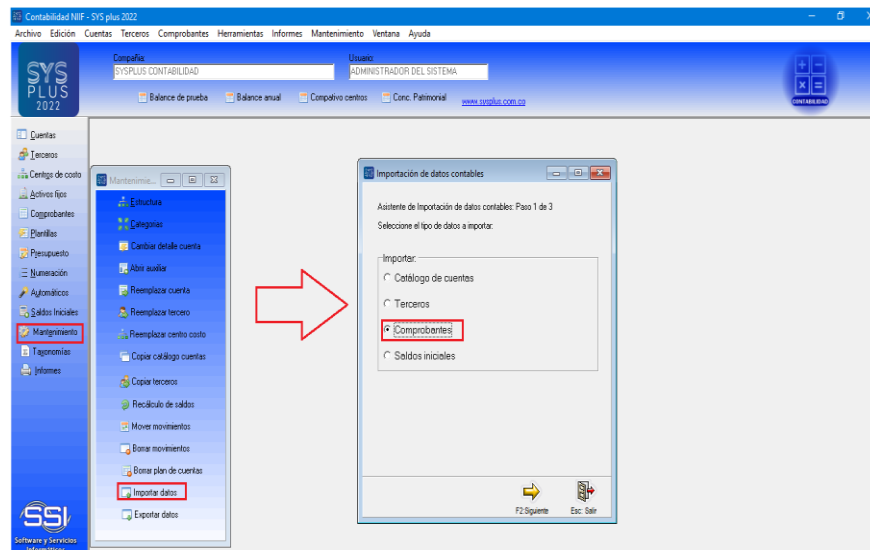 Contabilidad NIIF - SYS plus 2022
Archivo Edición Cuentas Terceros Comprobantes Herramientas Informes Mantenimiento Ventana Ayuda
SYS
PLUS
2022
Compañía:
SYSPLUS CONTABILIDAD
Usuario:
ADMINISTRADOR DEL SISTEMA
Balance de prueba Balance anual Compativo centros Conc. Patrimonial www.sysplus.com.co
CONTABILIDAD
Cuentas
Terceros
Centros de costo
Activos fijos
Comprobantes
Plantillas
Presupuesto
Numeración
Automáticos
Saldos Iniciales
Mantenimiento
Taxonomías
Informes
SSI
Software y Servicios
Informáticos
Mantenimie...
Estructura
Categorías
Cambiar detalle cuenta
Abrir auxiliar
Reemplazar cuenta
Reemplazar tercero
Reemplazar centro costo
Copiar catálogo cuentas
Copiar terceros
Recálculo de saldos
Mover movimientos
Borrar movimientos
Borrar plan de cuentas
Importar datos
Exportar datos
Importación de datos contables
Asistente de Importación de datos contables: Paso 1 de 3
Seleccione el tipo de datos a importar:
Importar:
Catálogo de cuentas
Terceros
Comprobantes
Saldos iniciales
F2:Siguiente Esc: Salir